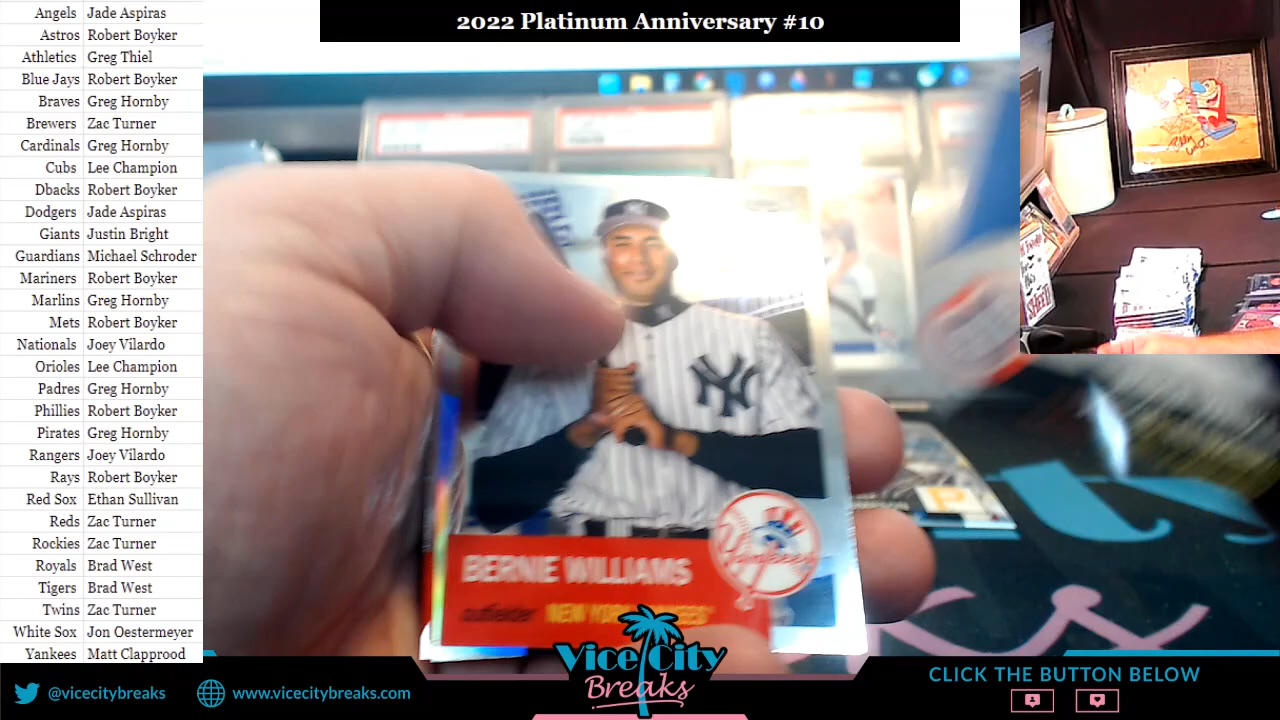 2022 Platinum Anniversary #10
Angels Jade Aspiras
Astros Robert Boyker
Athletics Greg Thiel
Blue Jays Robert Boyker
Braves Greg Hornby
Brewers Zac Turner
Cardinals Greg Hornby
Cubs Lee Champion
Dbacks Robert Boyker
Dodgers Jade Aspiras
Giants Justin Bright
Guardians Michael Schroder
Mariners Robert Boyker
Marlins Greg Hornby
Mets Robert Boyker
Nationals Joey Vilardo
Orioles Lee Champion
Padres Greg Hornby
Phillies Robert Boyker
Pirates Greg Hornby
Rangers Joey Vilardo
Rays Robert Boyker
Red Sox Ethan Sullivan
Reds Zac Turner
Rockies Zac Turner
Royals Brad West
Tigers Brad West
Twins Zac Turner
White Sox Jon Oestermeyer
Yankees Matt Clapprood
NY
BERNIE WILLIAMS
outfielder NEW YORK YANKEES
Yankees
P
Vice City
Breaks
@vicecitybreaks
www.vicecitybreaks.com
CLICK THE BUTTON BELOW